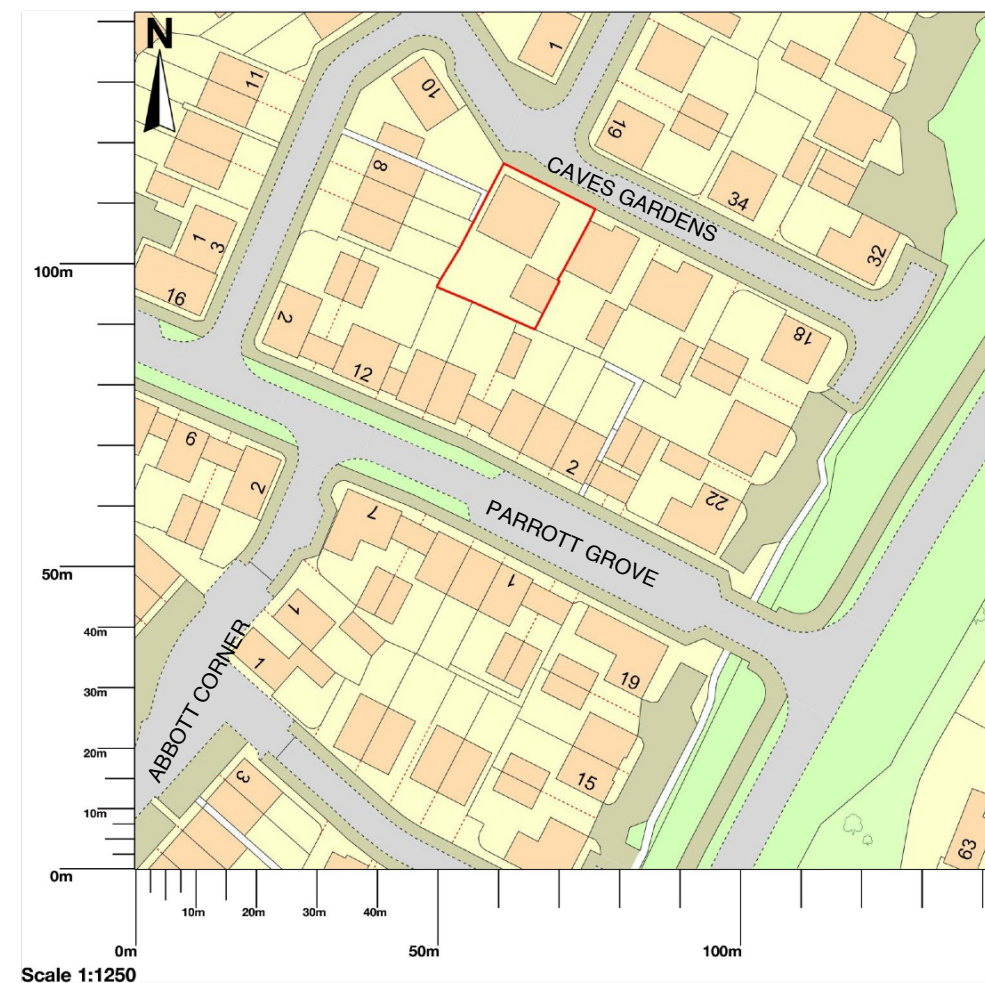 N
11
10
1
19
8
CAVES GARDENS
34
1
3
32
100m
16
2
18
12
6
2
2
22
7
PARROTT GROVE
50m
1
40m
1
ABBOTT CORNER
1
19
30m
20m
3
15
10m
63
0m
10m
20m
30m
40m
0m
50m
100m
Scale 1:1250